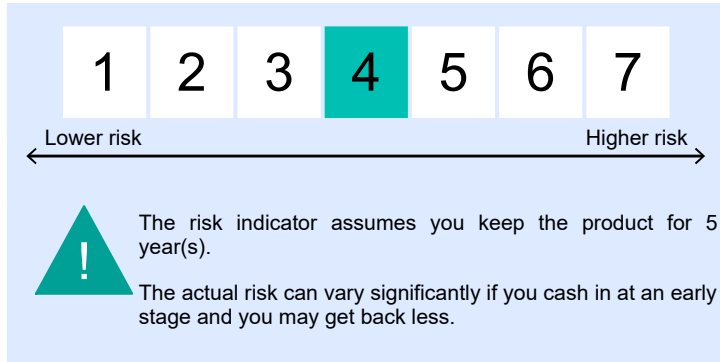 1 2 3 4 5 6 7
Lower risk Higher risk
!
The risk indicator assumes you keep the product for 5
year(s).
The actual risk can vary significantly if you cash in at an early
stage and you may get back less.